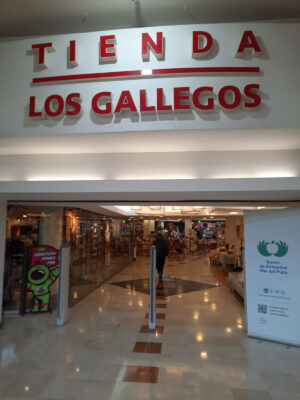 TIENDA
LOS GALLEGOS
Banco
de Alimentos
Mar del Plata